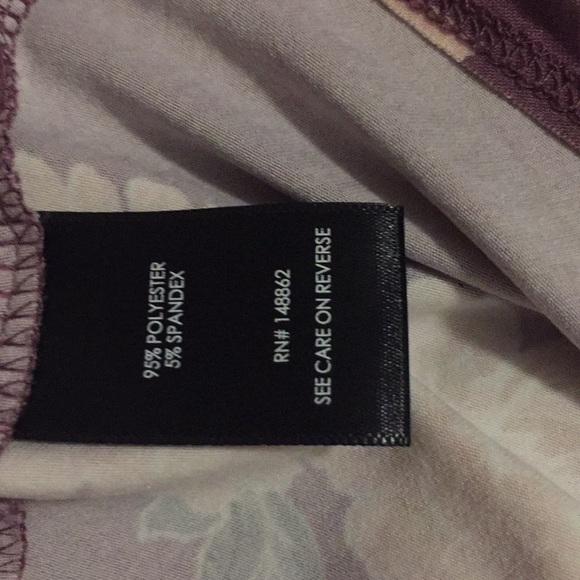 95% POLYESTER
5% SPANDEX
RN# 148862
SEE CARE ON REVERSE